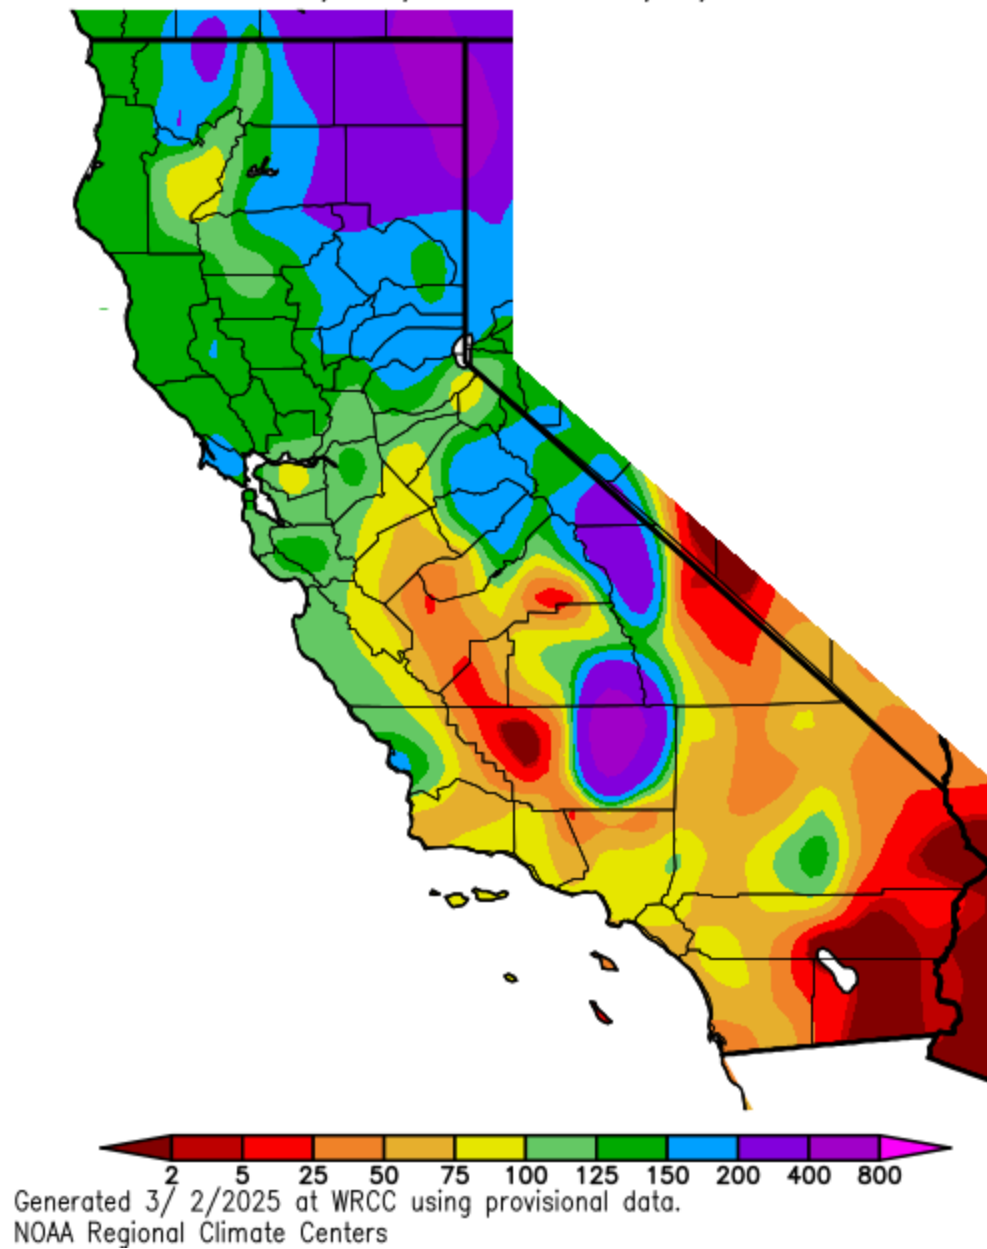 2 5 25 50 75 100 125 150 200 400 800
Generated 3/ 2/2025 at WRCC using provisional data.
NOAA Regional Climate Centers